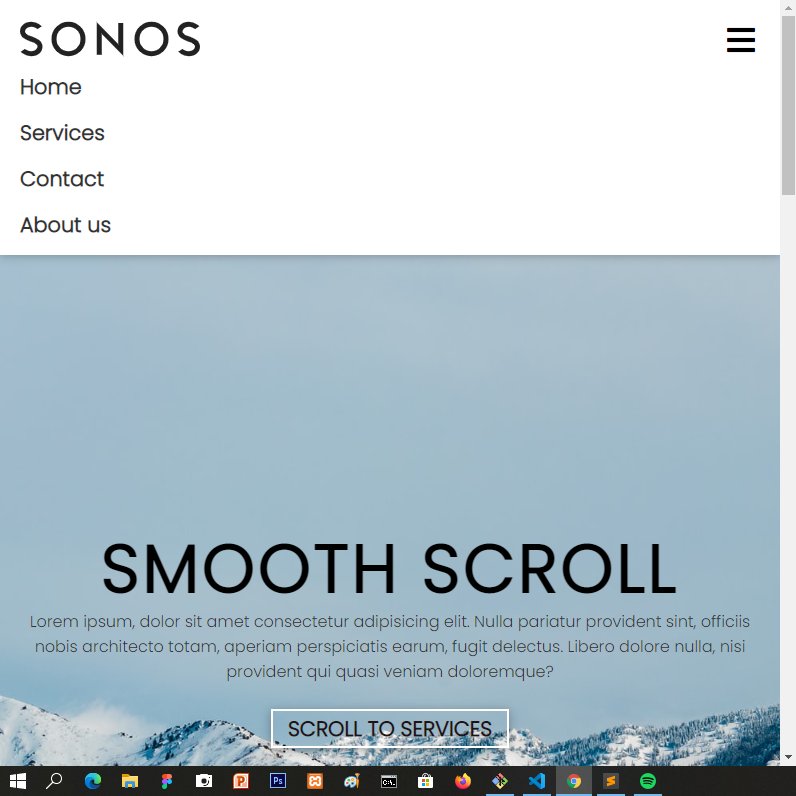 SONOS
Home
Services
Contact
About us
SMOOTH SCROLL
Lorem ipsum, dolor sit amet consectetur adipisicing elit. Nulla pariatur provident sint, officiis
nobis architecto totam, aperiam perspiciatis earum, fugit delectus. Libero dolore nulla, nisi
provident qui quasi veniam doloremque?
SCROLL TO SERVICES
Ps